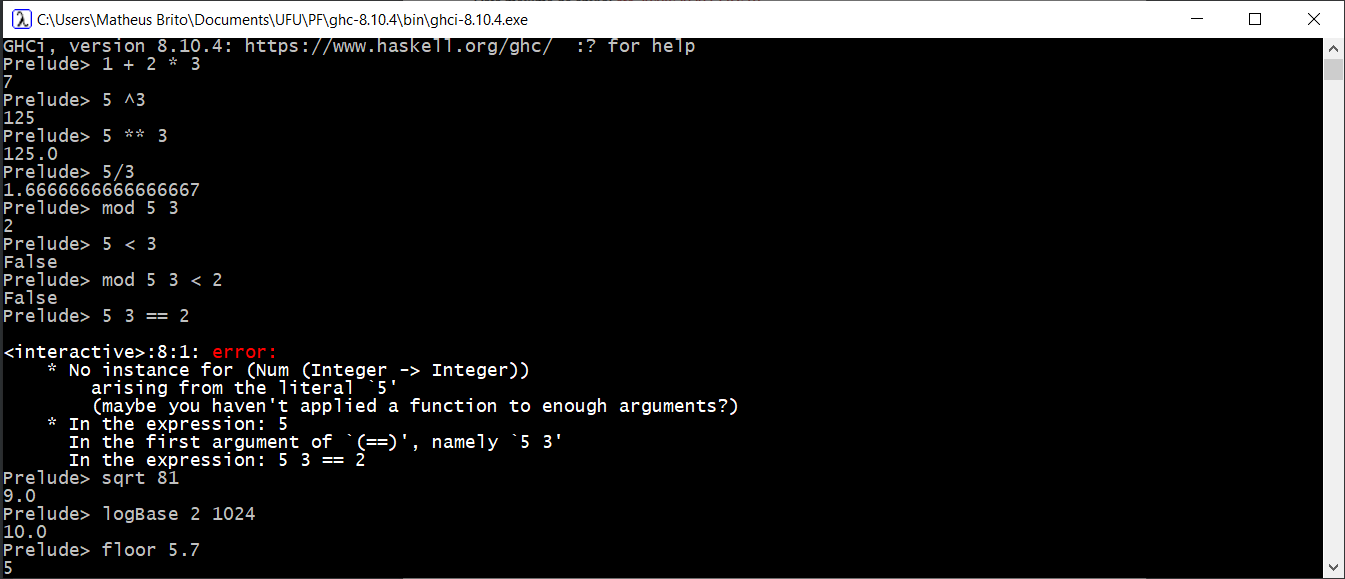 C:\Users\Matheus Brito\Documents\UFU\PF\ghc-8.10.4\bin\ghci-8.10.4.exe
GHCi, version 8.10.4: https://www.haskell.org/ghc/  :? for help
Prelude> 1 + 2 * 3
7
Prelude> 5 ^3
125
Prelude> 5 ** 3
125.0
Prelude> 5/3
1.6666666666666667
Prelude> mod 5 3
2
Prelude> 5 < 3
False
Prelude> mod 5 3 < 2
False
Prelude> 5 3 == 2
<interactive>:8:1: error:
    * No instance for (Num (Integer -> Integer))
        arising from the literal `5'
        (maybe you haven't applied a function to enough arguments?)
    * In the expression: 5
      In the first argument of `(==)', namely `5 3'
      In the expression: 5 3 == 2
Prelude> sqrt 81
9.0
Prelude> logBase 2 1024
10.0
Prelude> floor 5.7
5